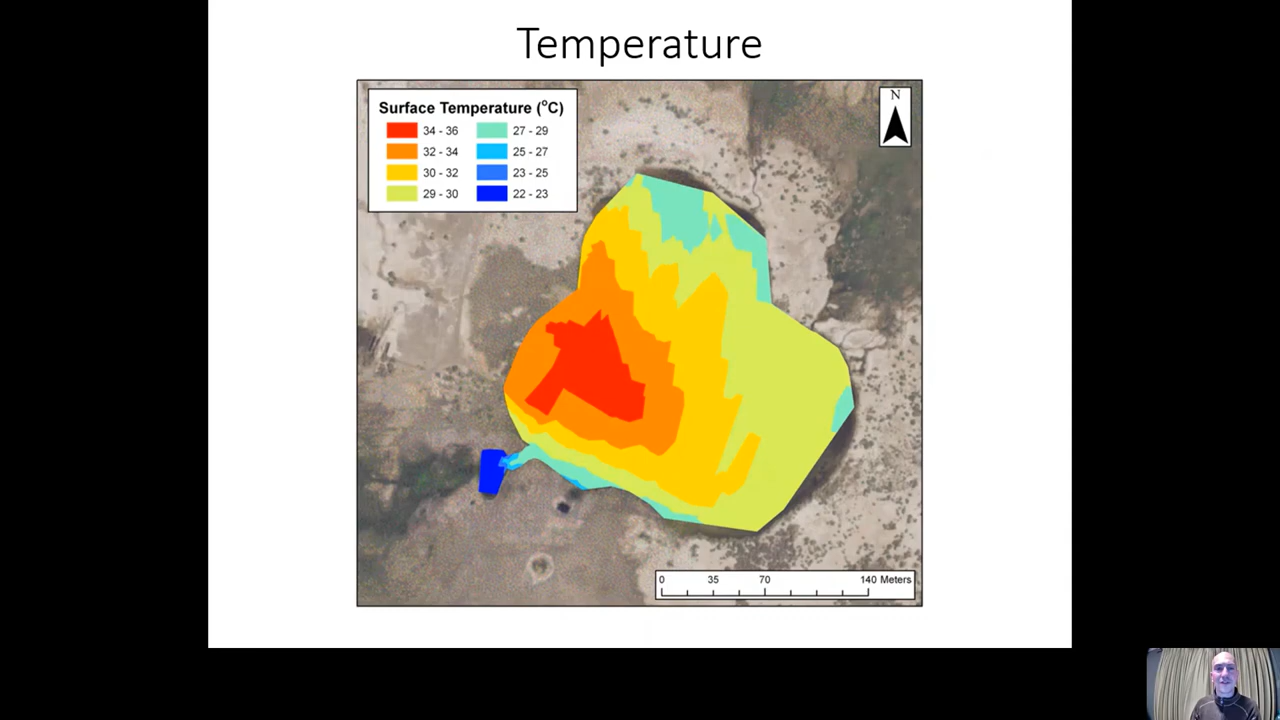 Temperature
Surface Temperature (°C)
34 - 36
32 - 34
30 - 32
29 - 30
27 - 29
25 - 27
23 - 25
22 - 23
N
0 35 70 140 Meters